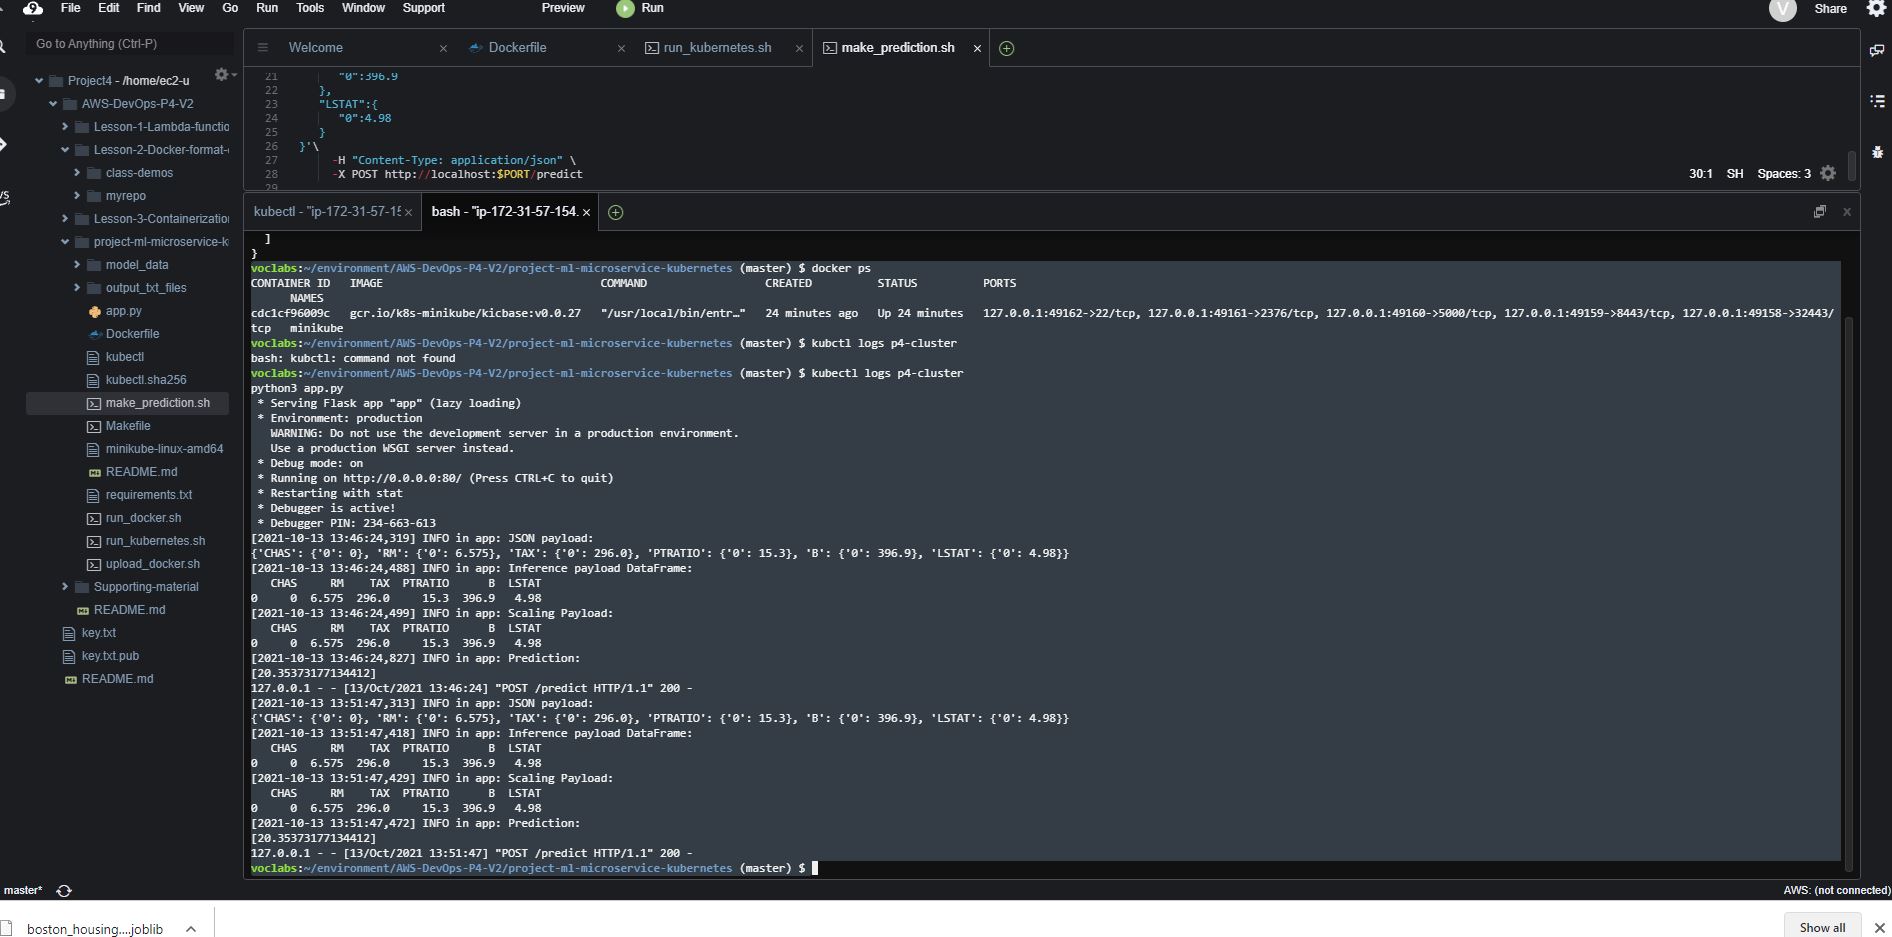 File Edit Find View Go Run Tools Window Support Preview Run Share
Go to Anything (Ctrl-P)
Welcome Dockerfile run_kubernetes.sh make_prediction.sh
Project4 - /home/ec2-u
AWS-DevOps-P4-V2
Lesson-1-Lambda-functio
Lesson-2-Docker-format-
class-demos
myrepo
Lesson-3-Containerization
project-ml-microservice-k
model_data
output_txt_files
app.py
Dockerfile
kubectl
kubectl.sha256
make_prediction.sh
Makefile
minikube-linux-amd64
README.md
requirements.txt
run_docker.sh
run_kubernetes.sh
upload_docker.sh
Supporting-material
README.md
key.txt
key.txt.pub
README.md
21 "0":396.9
22 },
23 "LSTAT":{
24 "0":4.98
25 }
26 }'\
27 -H "Content-Type: application/json" \
28 -X POST http://localhost:$PORT/predict
29
30:1 SH Spaces: 3
kubectl - "ip-172-31-57-15 bash - "ip-172-31-57-154.
]
}
voclabs:~/environment/AWS-DevOps-P4-V2/project-ml-microservice-kubernetes (master) $ docker ps
CONTAINER ID IMAGE COMMAND CREATED STATUS PORTS
NAMES
cdc1cf96009c gcr.io/k8s-minikube/kicbase:v0.0.27 "/usr/local/bin/entr…" 24 minutes ago Up 24 minutes 127.0.0.1:49162->22/tcp, 127.0.0.1:49161->2376/tcp, 127.0.0.1:49160->5000/tcp, 127.0.0.1:49159->8443/tcp, 127.0.0.1:49158->32443/
tcp minikube
voclabs:~/environment/AWS-DevOps-P4-V2/project-ml-microservice-kubernetes (master) $ kubctl logs p4-cluster
bash: kubctl: command not found
voclabs:~/environment/AWS-DevOps-P4-V2/project-ml-microservice-kubernetes (master) $ kubectl logs p4-cluster
python3 app.py
* Serving Flask app "app" (lazy loading)
* Environment: production
WARNING: Do not use the development server in a production environment.
Use a production WSGI server instead.
* Debug mode: on
* Running on http://0.0.0.0:80/ (Press CTRL+C to quit)
* Restarting with stat
* Debugger is active!
* Debugger PIN: 234-663-613
[2021-10-13 13:46:24,319] INFO in app: JSON payload:
{'CHAS': {'0': 0}, 'RM': {'0': 6.575}, 'TAX': {'0': 296.0}, 'PTRATIO': {'0': 15.3}, 'B': {'0': 396.9}, 'LSTAT': {'0': 4.98}}
[2021-10-13 13:46:24,488] INFO in app: Inference payload DataFrame:
CHAS RM TAX PTRATIO B LSTAT
0 0 6.575 296.0 15.3 396.9 4.98
[2021-10-13 13:46:24,499] INFO in app: Scaling Payload:
CHAS RM TAX PTRATIO B LSTAT
0 0 6.575 296.0 15.3 396.9 4.98
[2021-10-13 13:46:24,827] INFO in app: Prediction:
[20.35373177134412]
127.0.0.1 - - [13/Oct/2021 13:46:24] "POST /predict HTTP/1.1" 200 -
[2021-10-13 13:51:47,313] INFO in app: JSON payload:
{'CHAS': {'0': 0}, 'RM': {'0': 6.575}, 'TAX': {'0': 296.0}, 'PTRATIO': {'0': 15.3}, 'B': {'0': 396.9}, 'LSTAT': {'0': 4.98}}
[2021-10-13 13:51:47,418] INFO in app: Inference payload DataFrame:
CHAS RM TAX PTRATIO B LSTAT
0 0 6.575 296.0 15.3 396.9 4.98
[2021-10-13 13:51:47,429] INFO in app: Scaling Payload:
CHAS RM TAX PTRATIO B LSTAT
0 0 6.575 296.0 15.3 396.9 4.98
[2021-10-13 13:51:47,472] INFO in app: Prediction:
[20.35373177134412]
127.0.0.1 - - [13/Oct/2021 13:51:47] "POST /predict HTTP/1.1" 200 -
voclabs:~/environment/AWS-DevOps-P4-V2/project-ml-microservice-kubernetes (master) $
master* AWS: (not connected)
boston_housing....joblib Show all